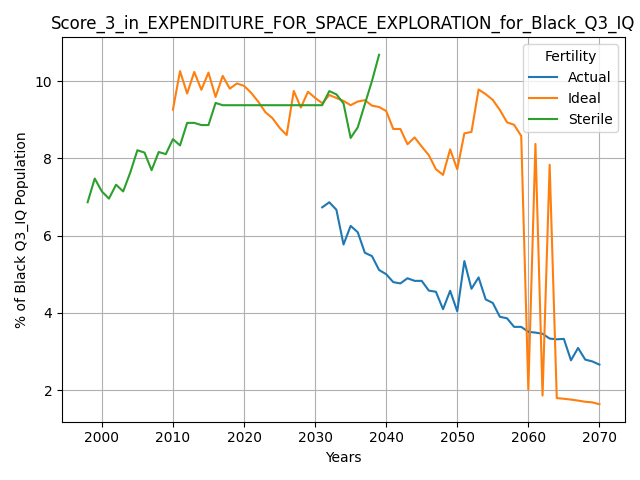 Score_3_in_EXPENDITURE_FOR_SPACE_EXPLORATION_for_Black_Q3_IQ
Fertility
Actual
Ideal
Sterile
% of Black Q3_IQ Population
10
8
6
4
2
2000 2010 2020 2030 2040 2050 2060 2070
Years